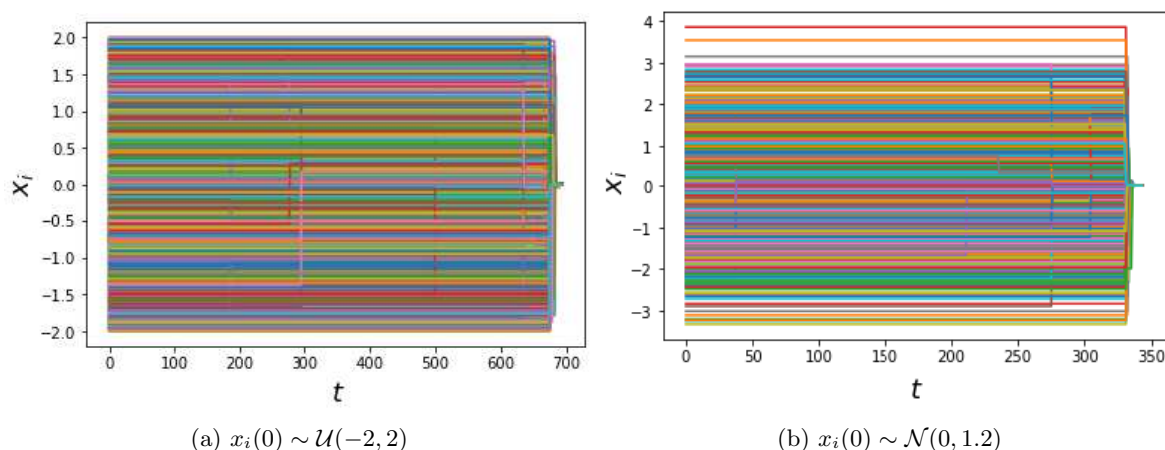 2.0
1.5
1.0
0.5
0.0
−0.5
−1.0
−1.5
−2.0
x_i
0 100 200 300 400 500 600 700
t
(a) x_i(0) ∼ 𝒰(−2, 2)
4
3
2
1
0
−1
−2
−3
x_i
0 50 100 150 200 250 300 350
t
(b) x_i(0) ∼ 𝒩(0, 1.2)